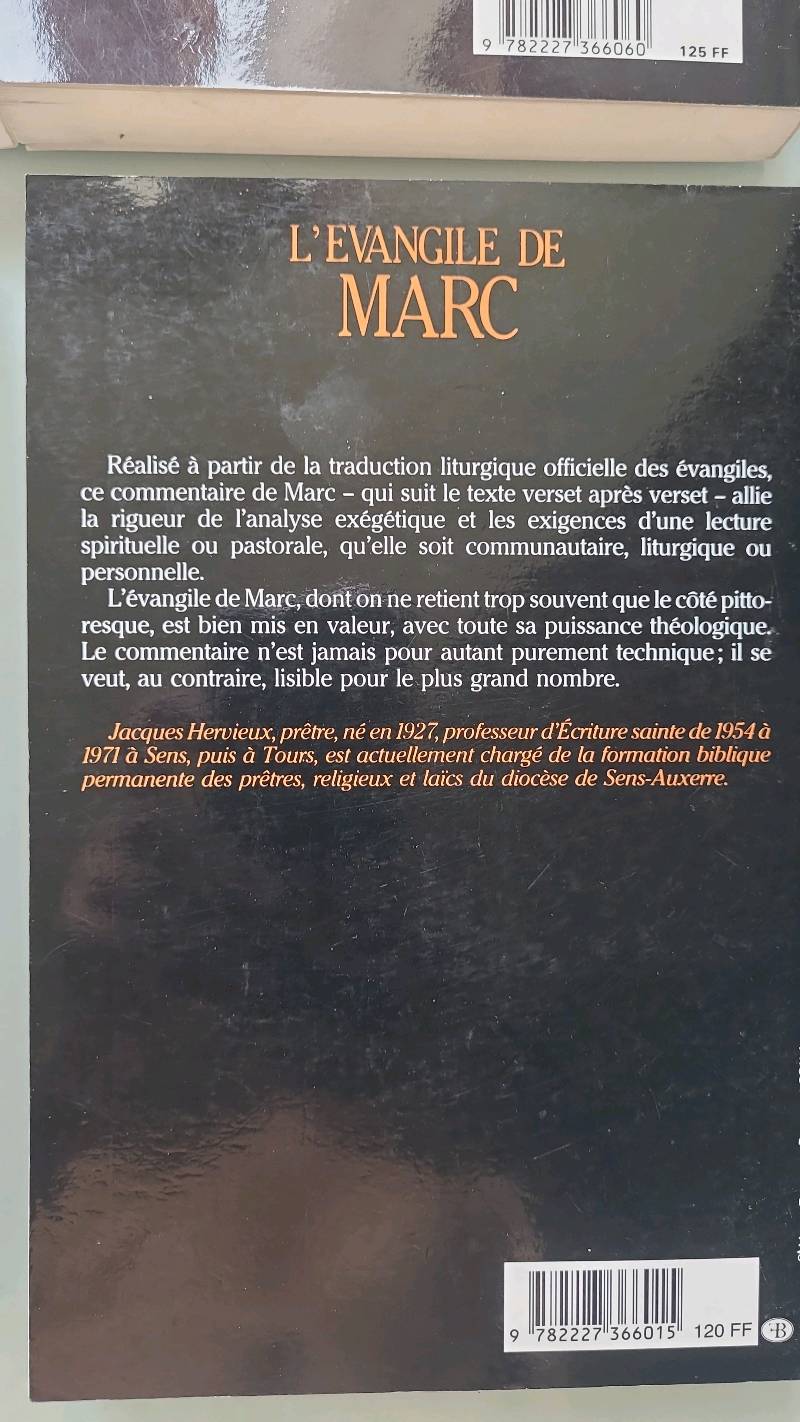 9 782227 366060
125 FF
L'EVANGILE DE
MARC
Réalisé à partir de la traduction liturgique officielle des évangiles,
ce commentaire de Marc – qui suit le texte verset après verset – allie
la rigueur de l'analyse exégétique et les exigences d'une lecture
spirituelle ou pastorale, qu'elle soit communautaire, liturgique ou
personnelle.
L'évangile de Marc, dont on ne retient trop souvent que le côté pitto-
resque, est bien mis en valeur, avec toute sa puissance théologique.
Le commentaire n'est jamais pour autant purement technique ; il se
veut, au contraire, lisible pour le plus grand nombre.
Jacques Hervieux, prêtre, né en 1927, professeur d'Écriture sainte de 1954 à
1971 à Sens, puis à Tours, est actuellement chargé de la formation biblique
permanente des prêtres, religieux et laïcs du diocèse de Sens-Auxerre.
9 782227 366015
120 FF
B